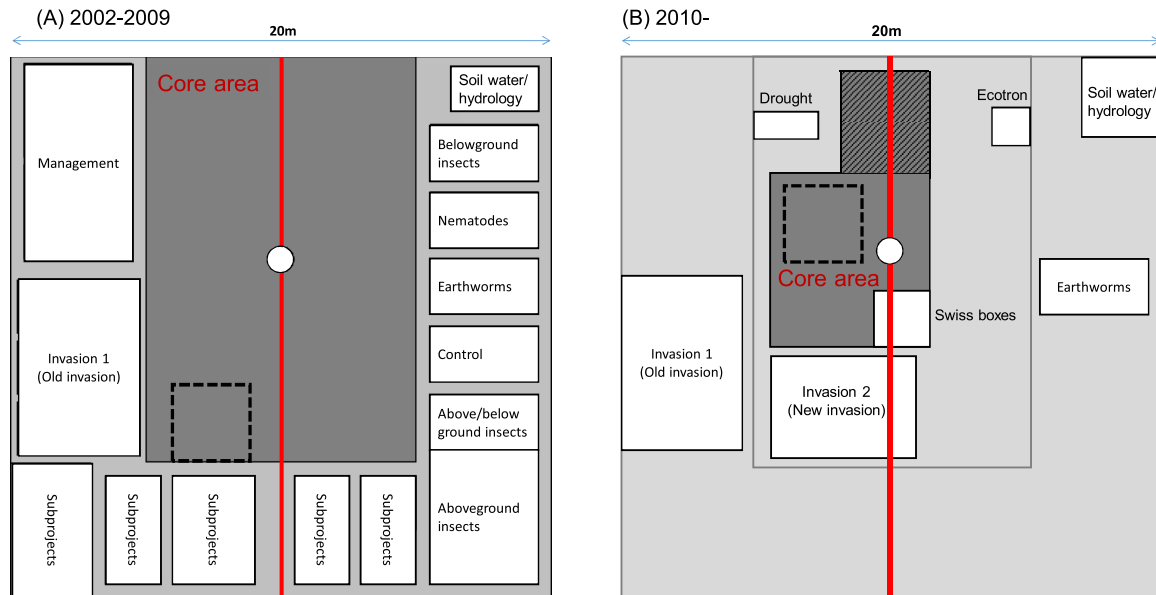 (A) 2002-2009
20m
Core area
Management
Invasion 1
(Old invasion)
Subprojects
Subprojects
Subprojects
Subprojects
Subprojects
Soil water/
hydrology
Belowground
insects
Nematodes
Earthworms
Control
Above/below
ground insects
Aboveground
insects
(B) 2010-
20m
Drought
Ecotron
Soil water/
hydrology
Core area
Swiss boxes
Earthworms
Invasion 1
(Old invasion)
Invasion 2
(New invasion)